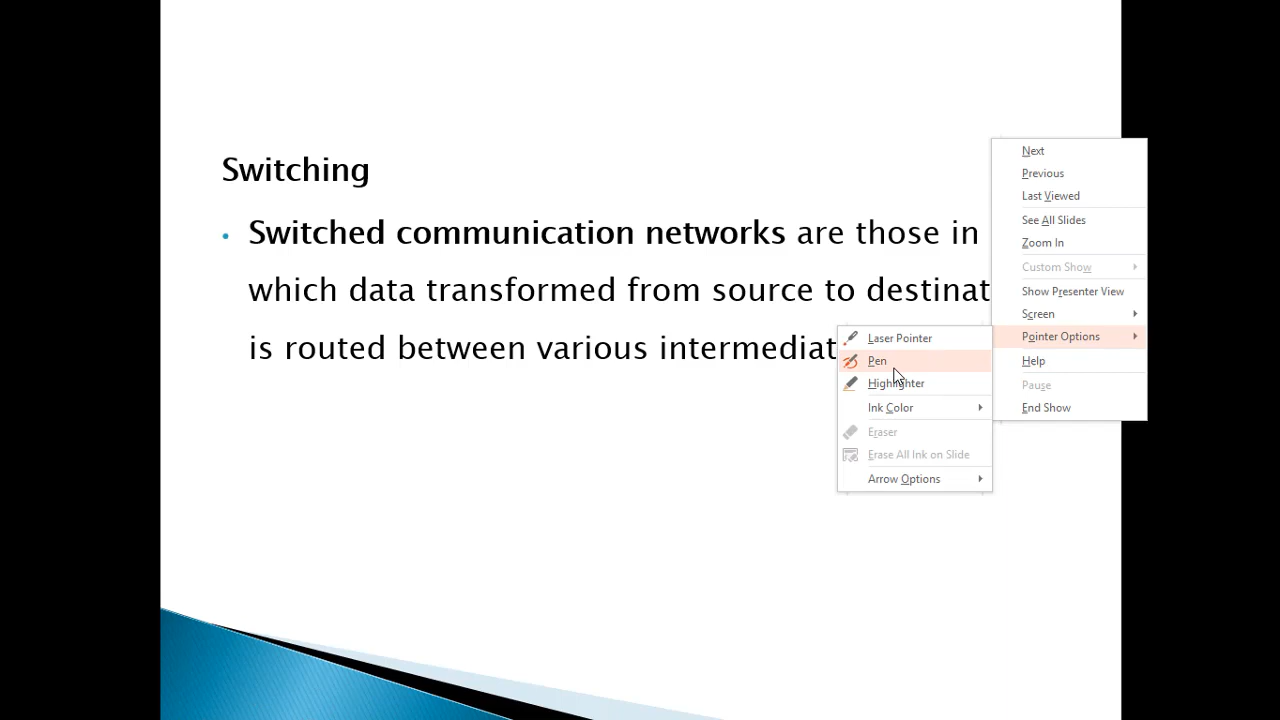 Switching
• Switched communication networks are those in
which data transformed from source to destinat
is routed between various intermediat
Next
Previous
Last Viewed
See All Slides
Zoom In
Custom Show
Show Presenter View
Screen
Pointer Options
Help
Pause
End Show
Laser Pointer
Pen
Highlighter
Ink Color
Eraser
Erase All Ink on Slide
Arrow Options